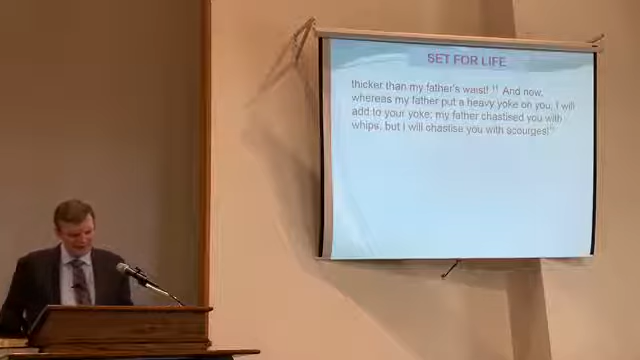 SET FOR LIFE
thicker than my father's waist! 11 And now,
whereas my father put a heavy yoke on you, I will
add to your yoke; my father chastised you with
whips, but I will chastise you with scourges!"